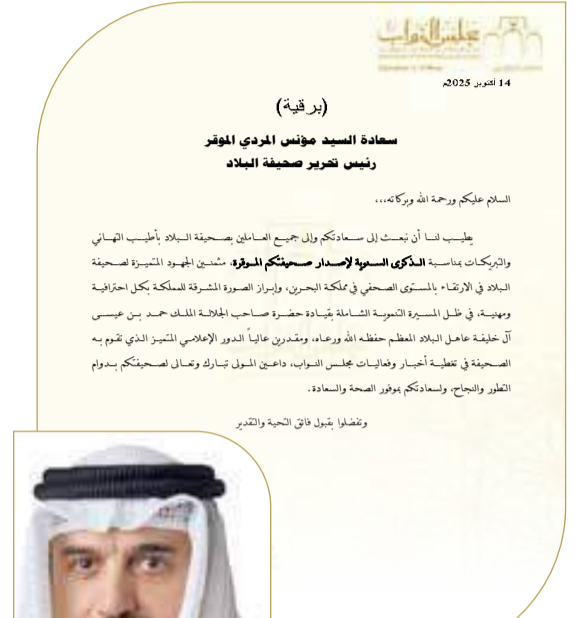 مجلس النواب
14 أكتوبر 2025م
(برقية)
سعادة السيد مؤنس المردي الموقر
رئيس تحرير صحيفة البلاد
السلام عليكم ورحمة الله وبركاته،،،
يطيب لنا أن نبعث إلى سعادتكم وإلى جميع العاملين بصحيفة البلاد بأطيب التهاني
والتبريكات بمناسبة الذكرى السنوية لإصدار صحيفتكم الموقرة، مثمنين الجهود المتميزة لصحيفة
البلاد في الارتقاء بالمستوى الصحفي في مملكة البحرين، وإبراز الصورة المشرقة للمملكة بكل احترافية
ومهنية، في ظل المسيرة التنموية الشاملة بقيادة حضرة صاحب الجلالة الملك حمد بن عيسى
آل خليفة عاهل البلاد المعظم حفظه الله ورعاه، ومقدرين عالياً الدور الإعلامي المتميز الذي تقوم به
الصحيفة في تغطية أخبار وفعاليات مجلس النواب، داعين المولى تبارك وتعالى لصحيفتكم بدوام
التطور والنجاح، ولسعادتكم بموفور الصحة والسعادة.
وتفضلوا بقبول فائق التحية والتقدير